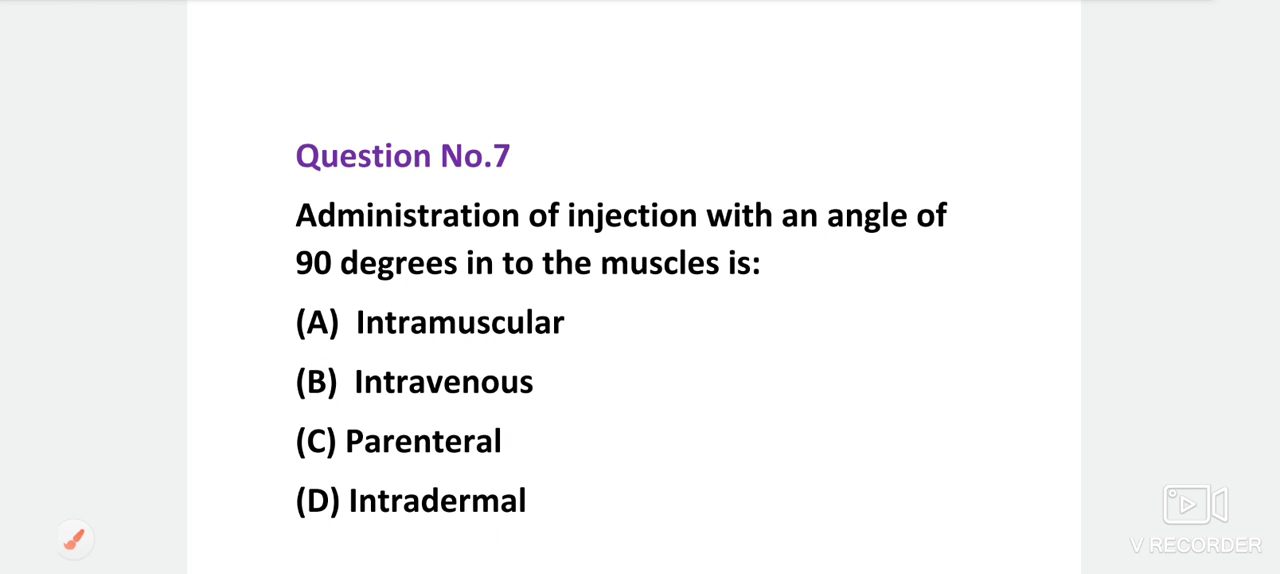 Question No.7
Administration of injection with an angle of
90 degrees in to the muscles is:
(A) Intramuscular
(B) Intravenous
(C) Parenteral
(D) Intradermal
V RECORDER